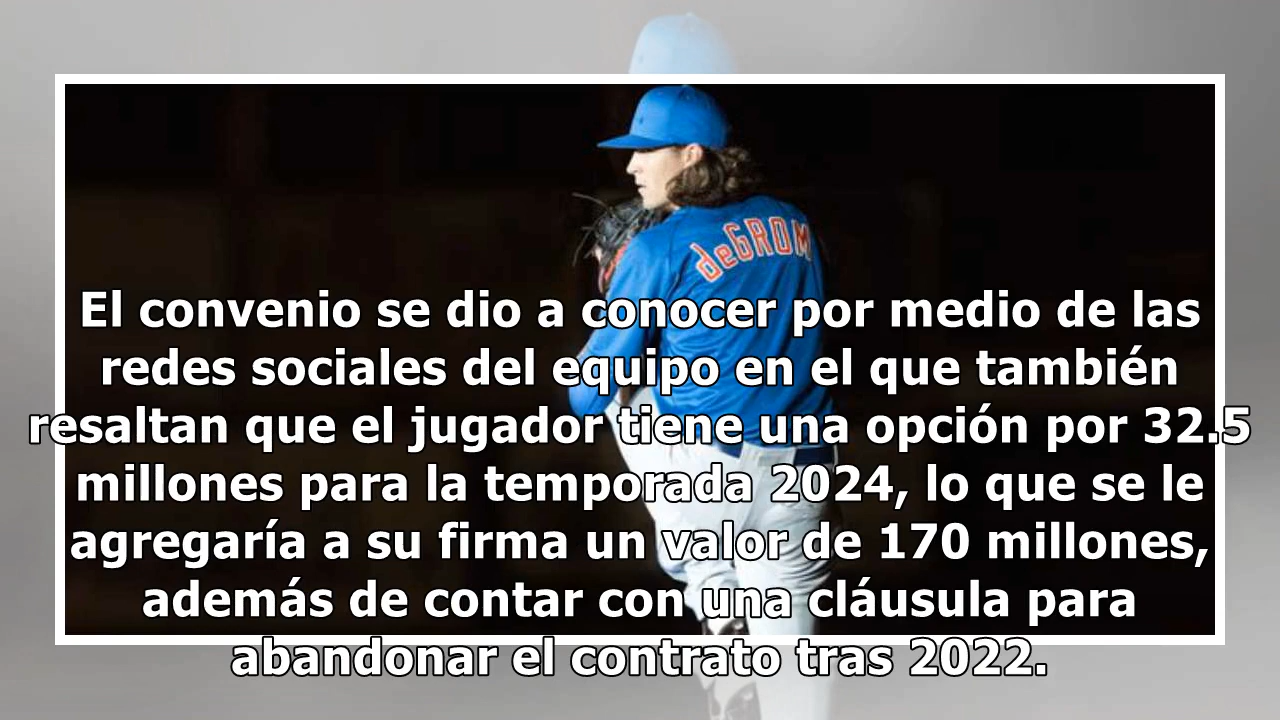 deGROM
El convenio se dio a conocer por medio de las
redes sociales del equipo en el que también
resaltan que el jugador tiene una opción por 32.5
millones para la temporada 2024, lo que se le
agregaría a su firma un valor de 170 millones,
además de contar con una cláusula para
abandonar el contrato tras 2022.